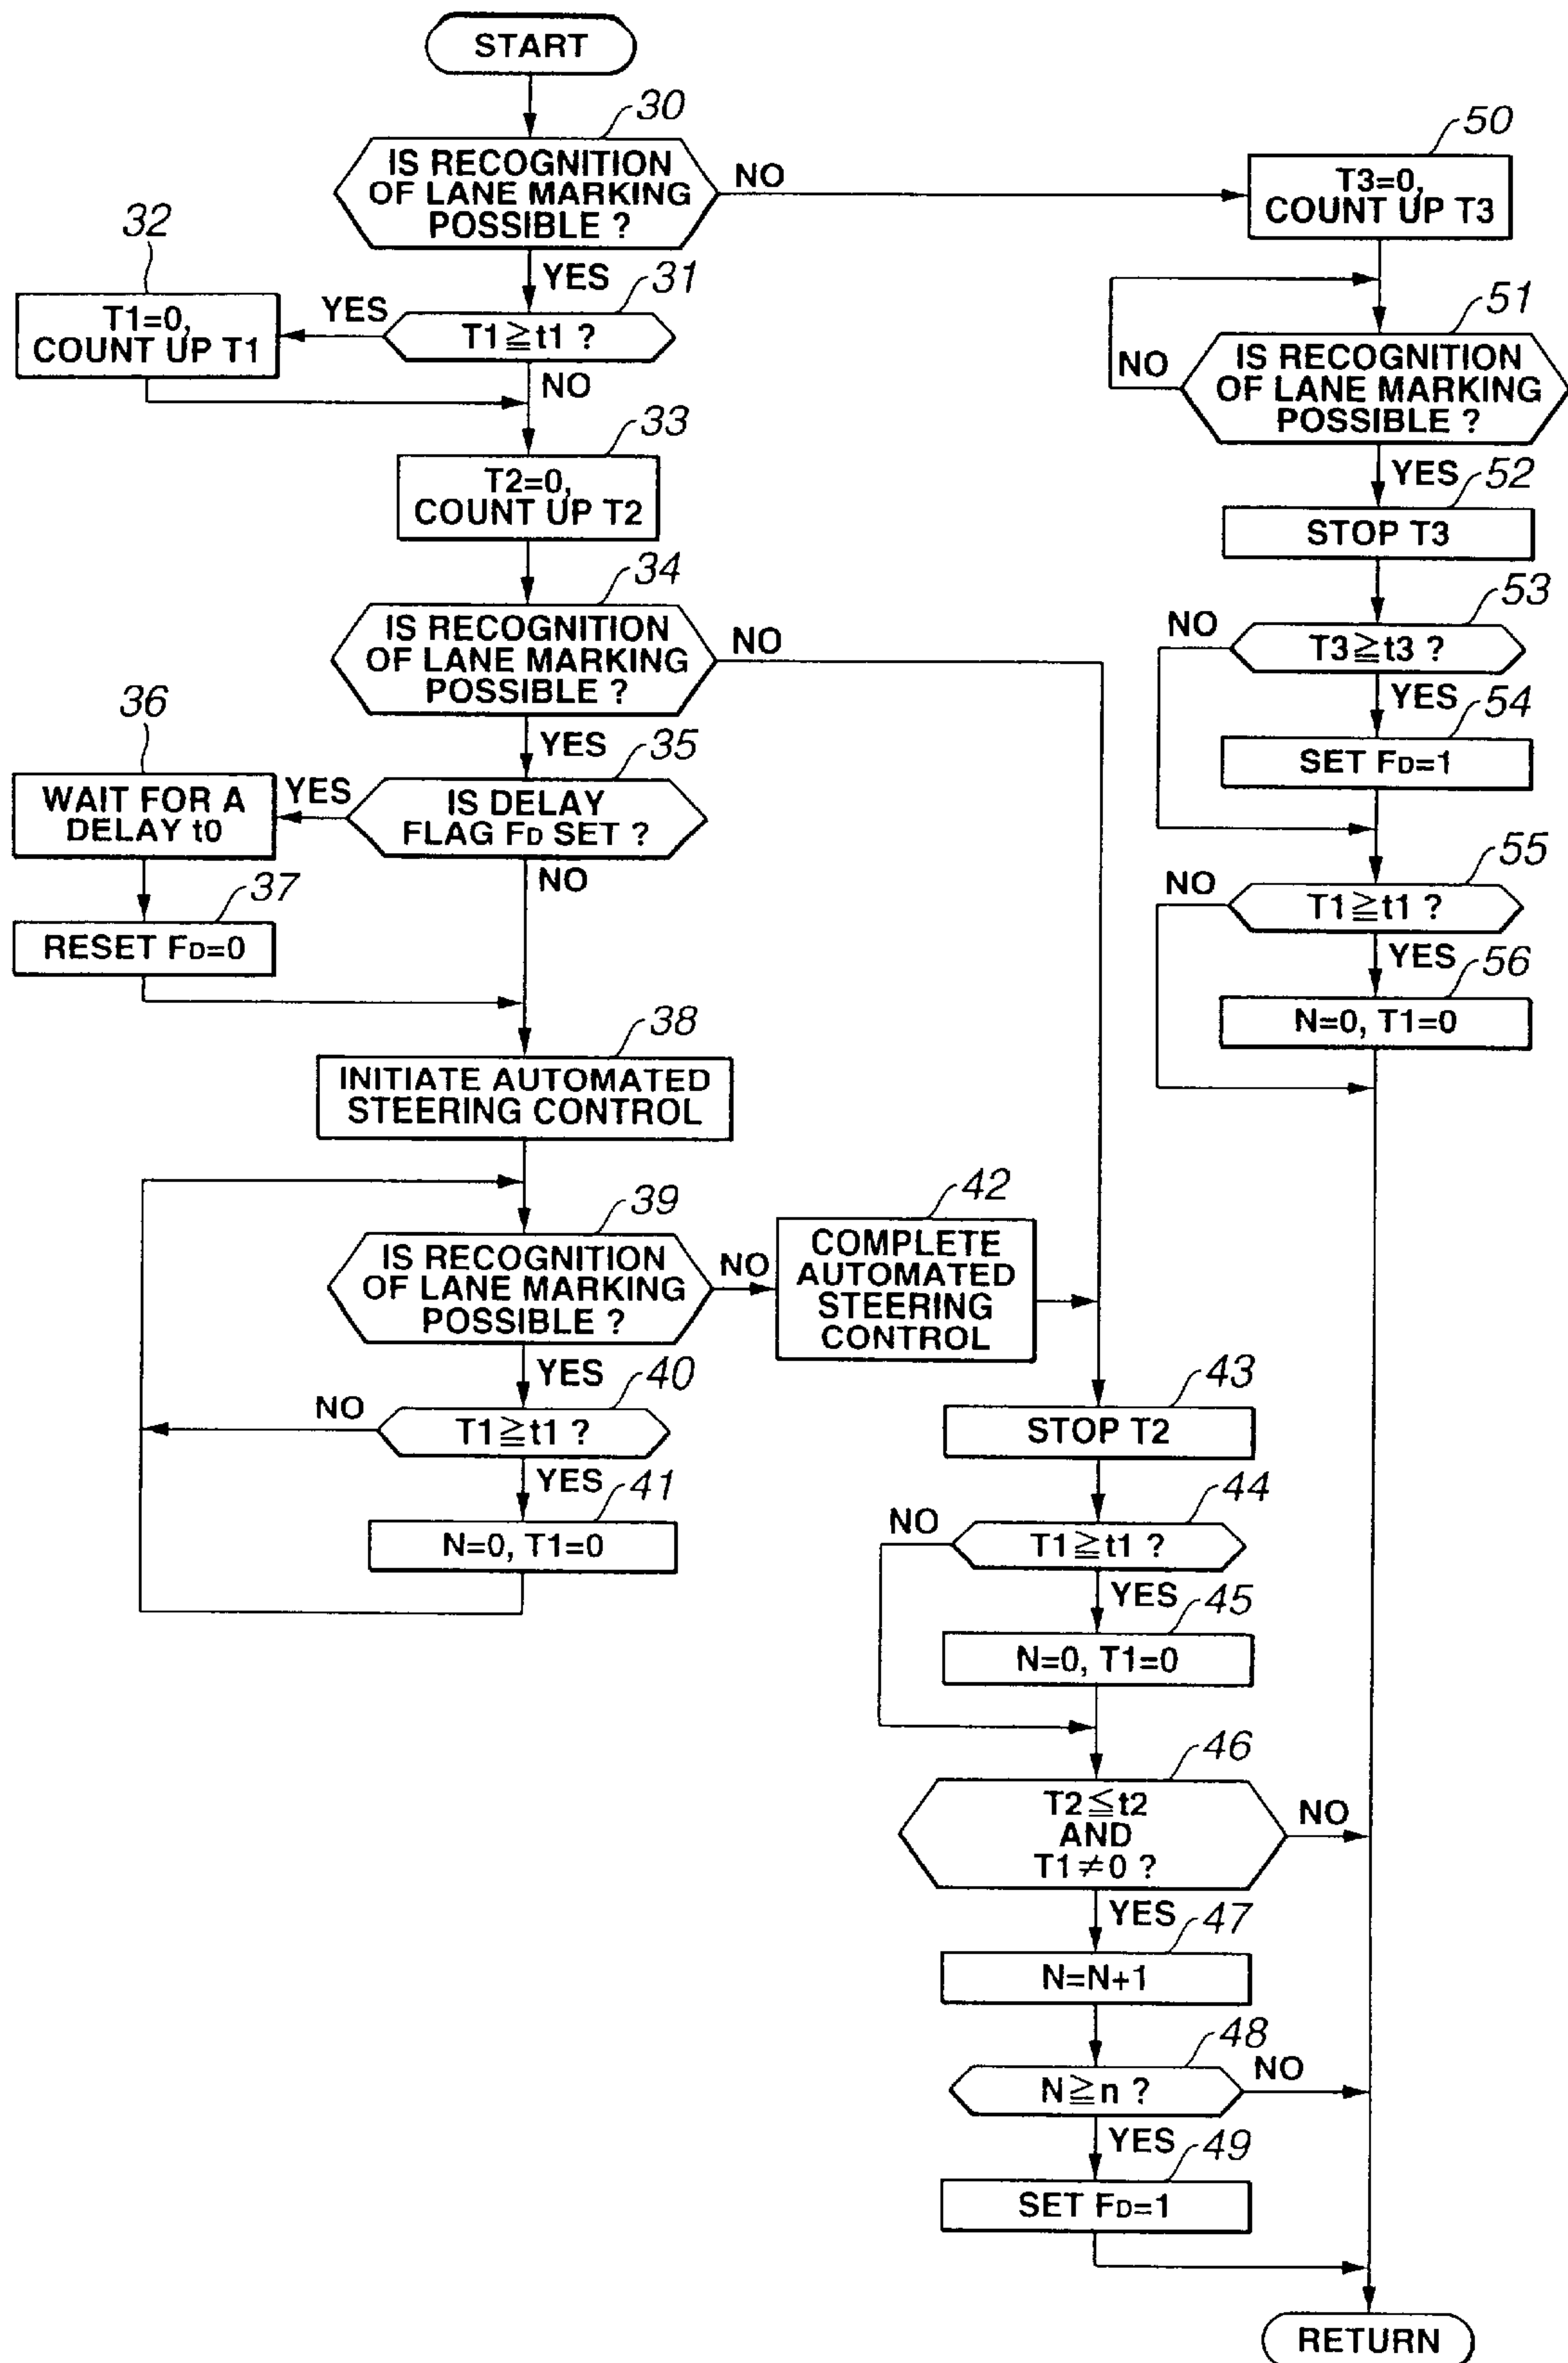 START
30
IS RECOGNITION
OF LANE MARKING
POSSIBLE ?
NO
YES
31
T1≧t1 ?
YES
NO
32
T1=0,
COUNT UP T1
33
T2=0,
COUNT UP T2
34
IS RECOGNITION
OF LANE MARKING
POSSIBLE ?
NO
YES
35
IS DELAY
FLAG FD SET ?
YES
NO
36
WAIT FOR A
DELAY t0
37
RESET FD=0
38
INITIATE AUTOMATED
STEERING CONTROL
39
IS RECOGNITION
OF LANE MARKING
POSSIBLE ?
NO
YES
40
T1≧t1 ?
NO
YES
41
N=0, T1=0
42
COMPLETE
AUTOMATED
STEERING
CONTROL
43
STOP T2
44
T1≧t1 ?
NO
YES
45
N=0, T1=0
46
T2≦t2
AND
T1≠0 ?
NO
YES
47
N=N+1
48
N≧n ?
NO
YES
49
SET FD=1
50
T3=0,
COUNT UP T3
51
IS RECOGNITION
OF LANE MARKING
POSSIBLE ?
NO
YES
52
STOP T3
53
T3≧t3 ?
NO
YES
54
SET FD=1
55
T1≧t1 ?
NO
YES
56
N=0, T1=0
RETURN